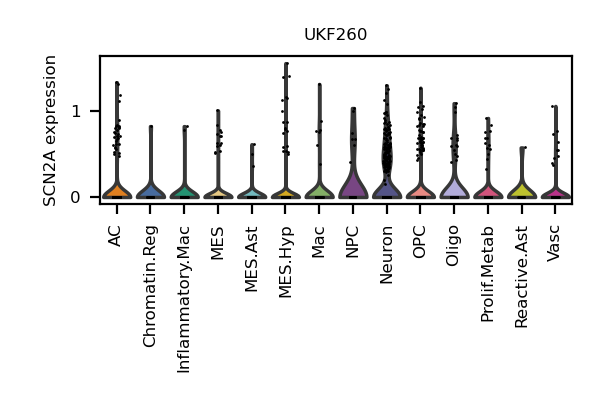 UKF260
SCN2A expression
1
0
AC
Chromatin.Reg
Inflammatory.Mac
MES
MES.Ast
MES.Hyp
Mac
NPC
Neuron
OPC
Oligo
Prolif.Metab
Reactive.Ast
Vasc